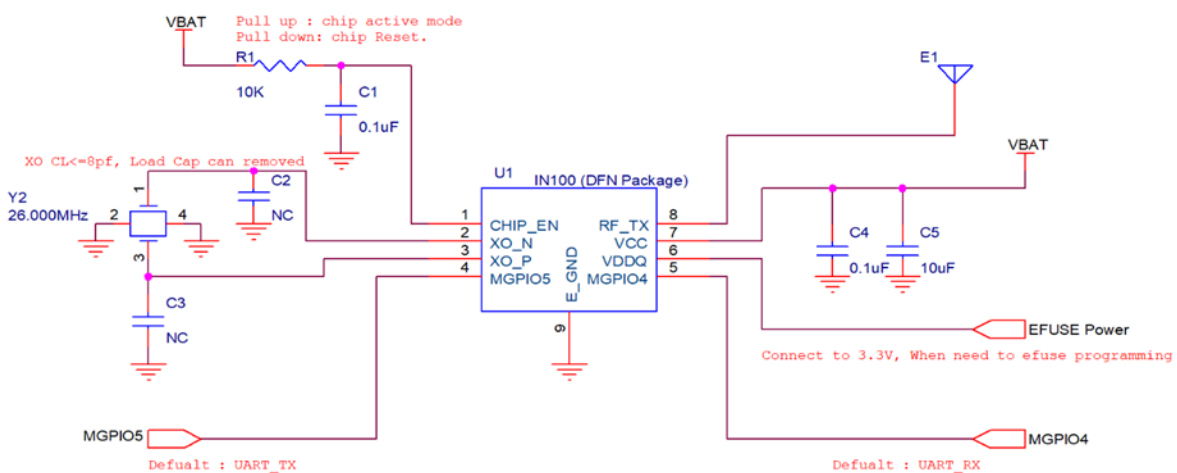 VBAT
Pull up : chip active mode
Pull down: chip Reset.
R1
10K
C1
0.1uF
E1
VBAT
XO CL<=8pf, Load Cap can removed
Y2
26.000MHz
1
2
4
3
C2
NC
C3
NC
U1
IN100 (DFN Package)
1
CHIP_EN
2
XO_N
3
XO_P
4
MGPIO5
RF_TX
8
VCC
7
VDDQ
6
MGPIO4
5
E_GND
9
C4
0.1uF
C5
10uF
EFUSE Power
Connect to 3.3V, When need to efuse programming
MGPIO5
Defualt : UART_TX
MGPIO4
Defualt : UART_RX